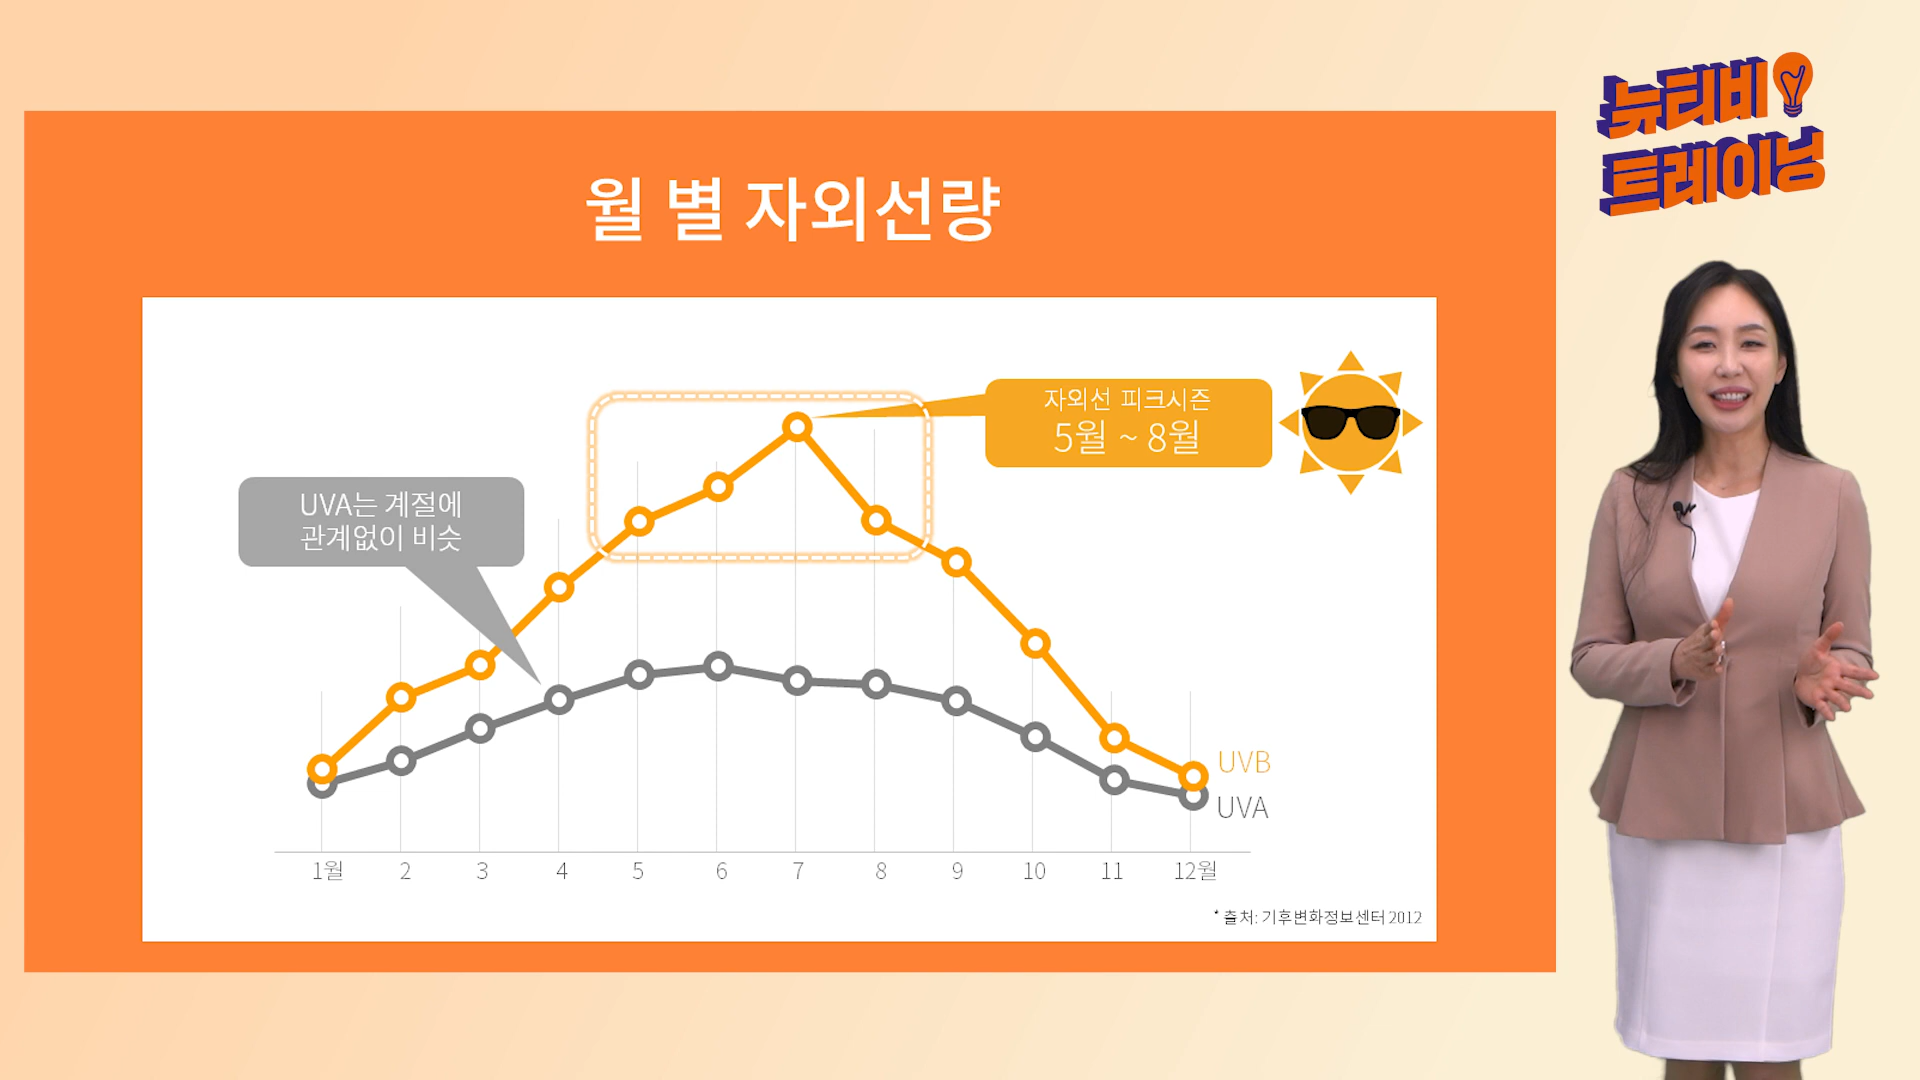 뉴티비
트레이닝
월 별 자외선량
자외선 피크시즌
5월 ~ 8월
UVA는 계절에
관계없이 비슷
UVB
UVA
1월 2 3 4 5 6 7 8 9 10 11 12월
* 출처: 기후변화정보센터 2012